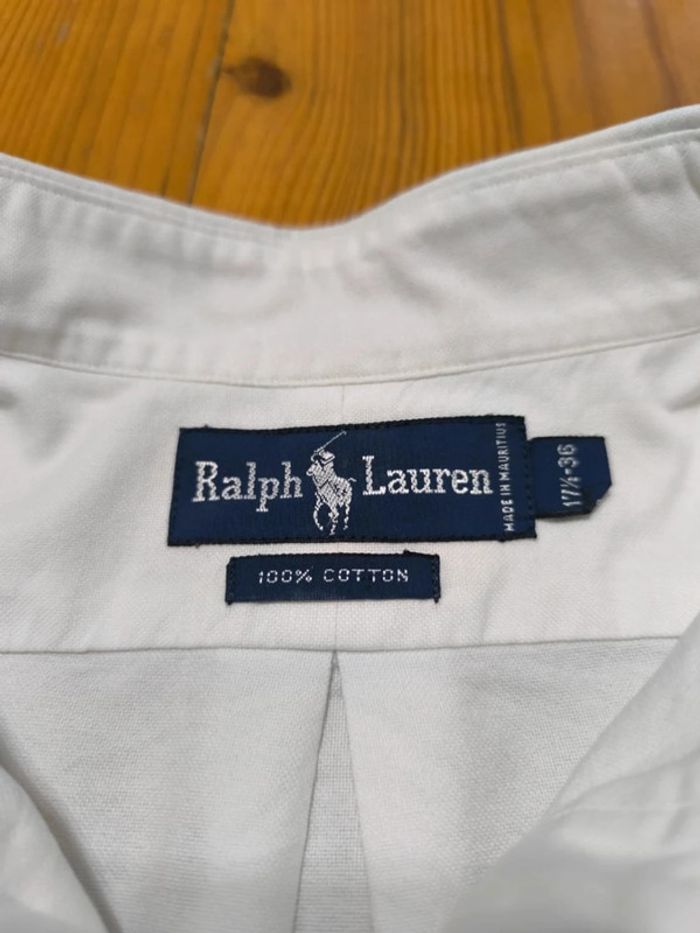 Ralph Lauren
MADE IN MAURITIUS
17½-36
100% COTTON